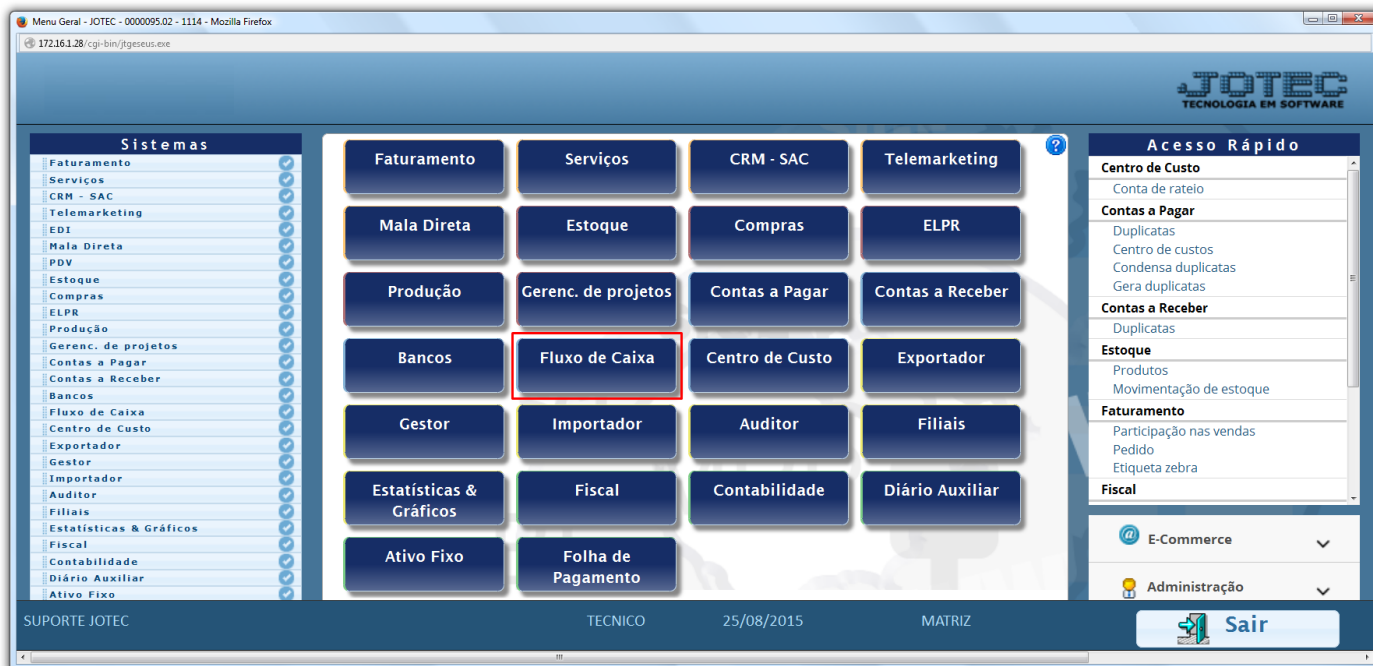 Menu Geral - JOTEC - 0000095.02 - 1114 - Mozilla Firefox
172.16.1.28/cgi-bin/jtgeseus.exe
JOTEC
TECNOLOGIA EM SOFTWARE
Sistemas
Faturamento
Serviços
CRM - SAC
Telemarketing
EDI
Mala Direta
PDV
Estoque
Compras
ELPR
Produção
Gerenc. de projetos
Contas a Pagar
Contas a Receber
Bancos
Fluxo de Caixa
Centro de Custo
Exportador
Gestor
Importador
Auditor
Filiais
Estatísticas & Gráficos
Fiscal
Contabilidade
Diário Auxiliar
Ativo Fixo
Faturamento
Serviços
CRM - SAC
Telemarketing
Mala Direta
Estoque
Compras
ELPR
Produção
Gerenc. de projetos
Contas a Pagar
Contas a Receber
Bancos
Fluxo de Caixa
Centro de Custo
Exportador
Gestor
Importador
Auditor
Filiais
Estatísticas &
Gráficos
Fiscal
Contabilidade
Diário Auxiliar
Ativo Fixo
Folha de
Pagamento
?
Acesso Rápido
Centro de Custo
Conta de rateio
Contas a Pagar
Duplicatas
Centro de custos
Condensa duplicatas
Gera duplicatas
Contas a Receber
Duplicatas
Estoque
Produtos
Movimentação de estoque
Faturamento
Participação nas vendas
Pedido
Etiqueta zebra
Fiscal
@ E-Commerce
Administração
SUPORTE JOTEC
TECNICO
25/08/2015
MATRIZ
Sair